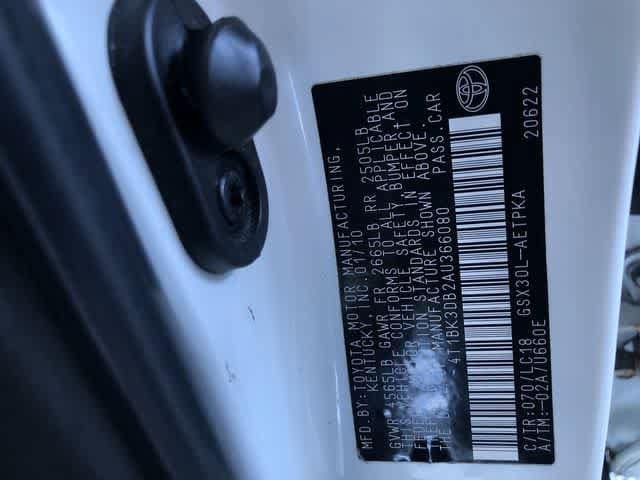 MFD.BY:TOYOTA MOTOR MANUFACTURING,
KENTUCKY, INC. 01/10
GVWR 4565LB GAWR FR 2665LB RR 2505LB
THIS VEHICLE CONFORMS TO ALL APPLICABLE
FEDERAL MOTOR VEHICLE SAFETY, BUMPER AND
THEFT PREVENTION STANDARDS IN EFFECT ON
THE DATE OF MANUFACTURE SHOWN ABOVE.
4T1BK3DB2AU366080 PASS.CAR
C/TR:070/LC18 GSX30L-AETPKA
A/TM:-02A/U660E 20622